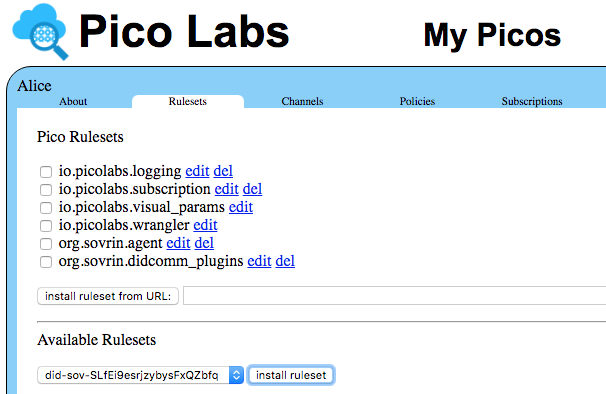 Pico Labs My Picos
Alice
About Rulesets Channels Policies Subscriptions
Pico Rulesets
io.picolabs.logging edit del
io.picolabs.subscription edit del
io.picolabs.visual_params edit
io.picolabs.wrangler edit
org.sovrin.agent edit del
org.sovrin.didcomm_plugins edit del
install ruleset from URL:
Available Rulesets
did-sov-SLfEi9esrjzybysFxQZbfq install ruleset